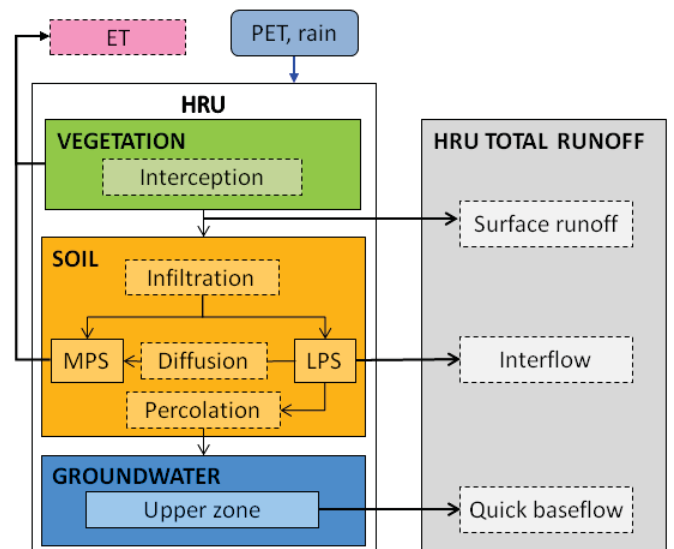 ET
PET, rain
HRU
VEGETATION
Interception
HRU TOTAL RUNOFF
Surface runoff
SOIL
Infiltration
MPS
Diffusion
LPS
Interflow
Percolation
GROUNDWATER
Upper zone
Quick baseflow